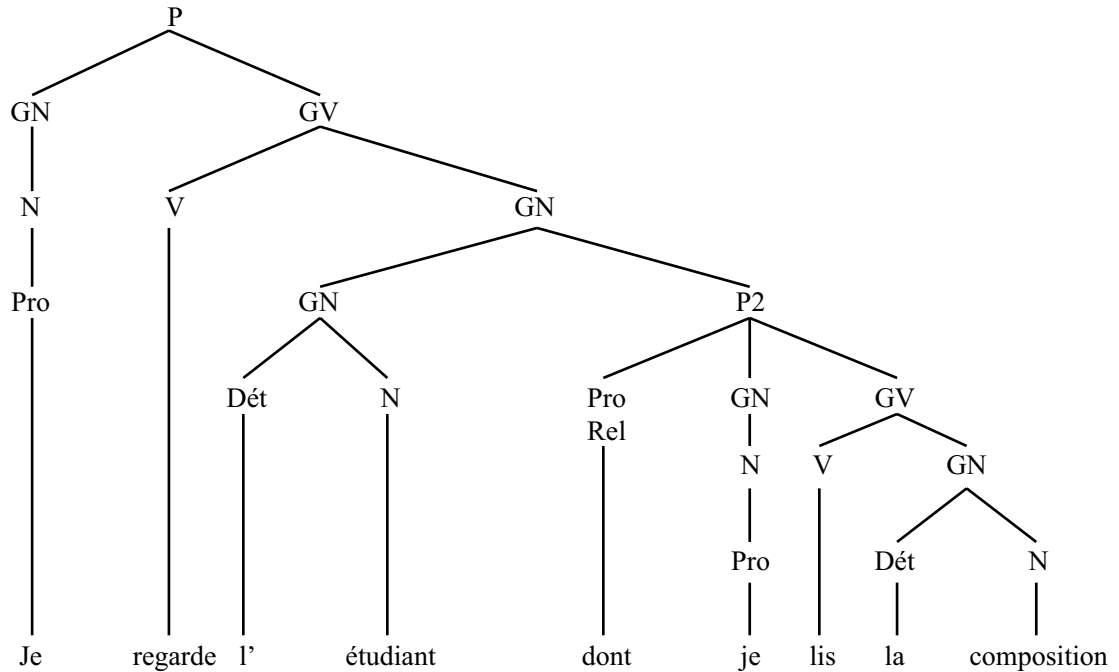 P
GN GV
N V GN
Pro GN P2
Dét N Pro GN GV
Rel
N V GN
Pro Dét N
Je regarde l’ étudiant dont je lis la composition